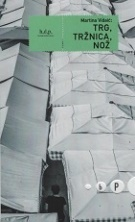 Martina Vidaić:
TRG,
TRŽNICA,
NOŽ
h,d,p,
s P